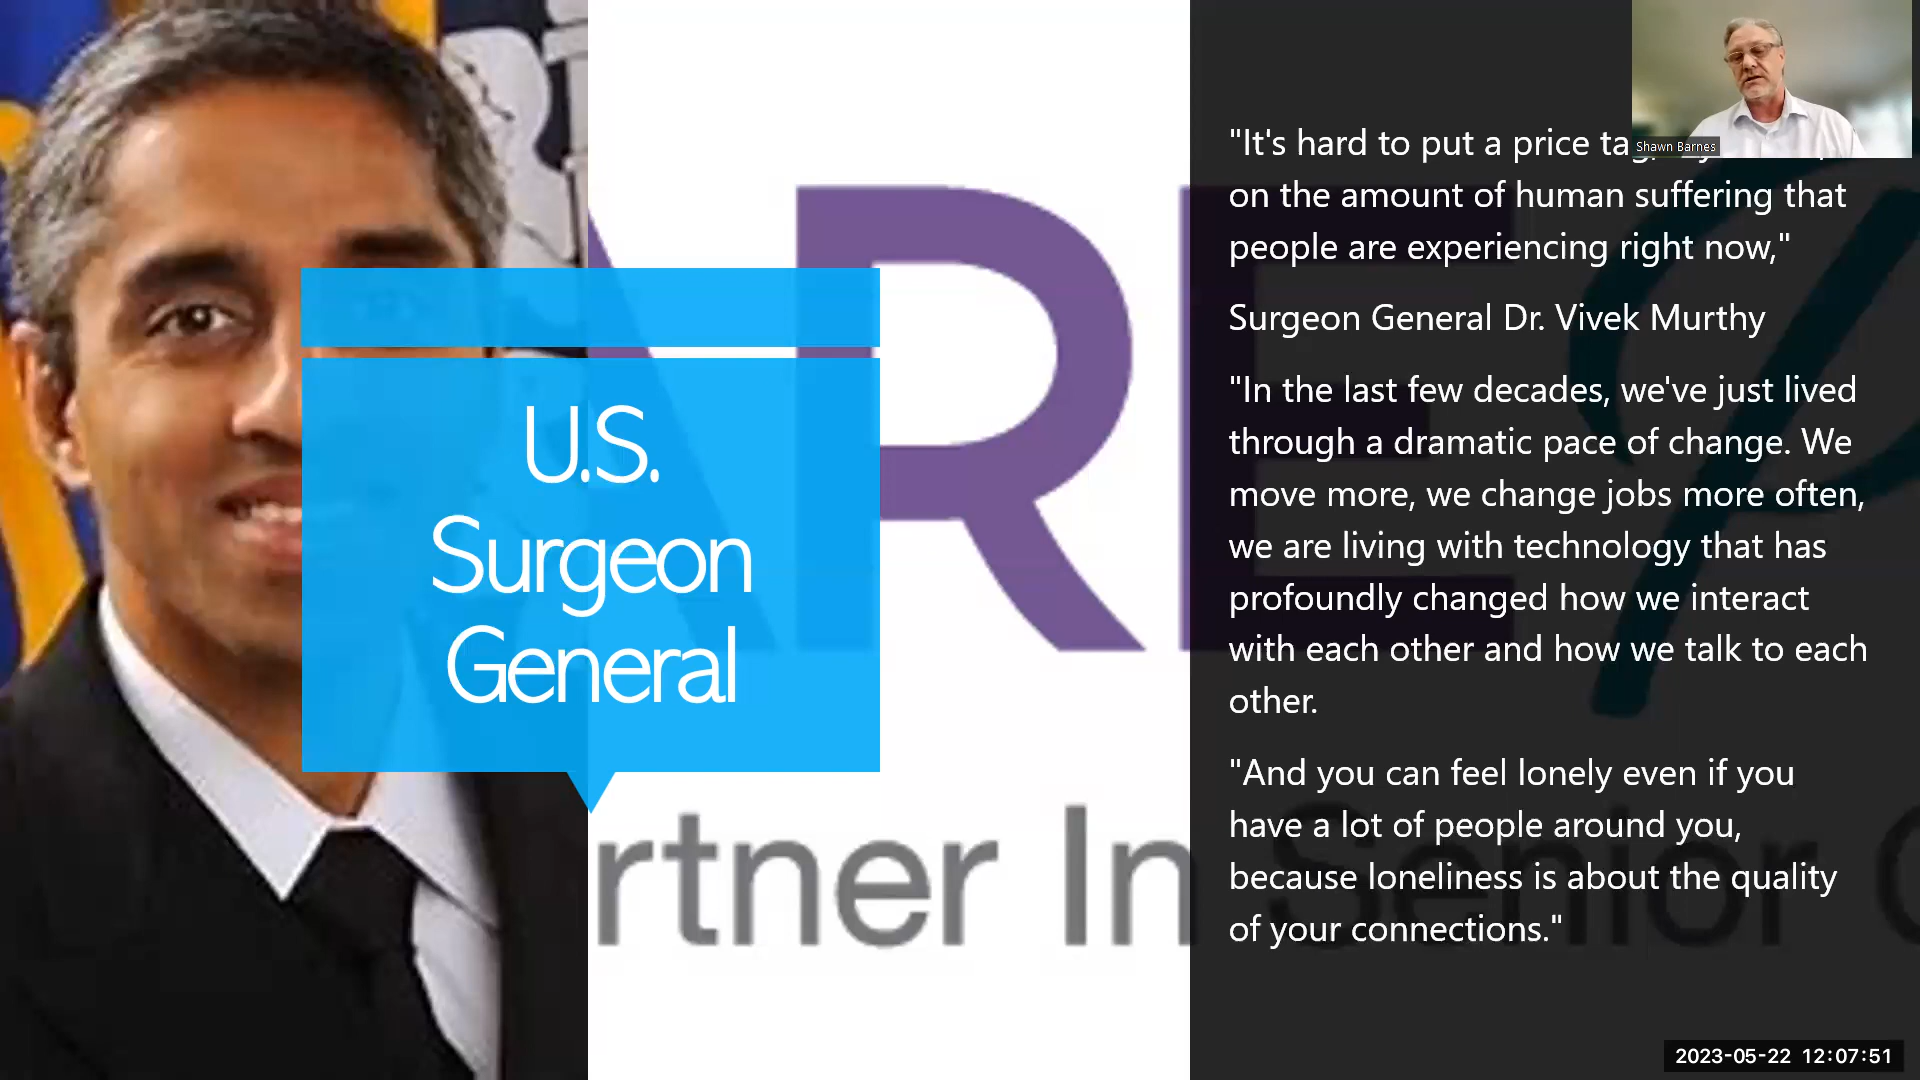 "It's hard to put a price tag,
on the amount of human suffering that
people are experiencing right now,"
Surgeon General Dr. Vivek Murthy
"In the last few decades, we've just lived
through a dramatic pace of change. We
move more, we change jobs more often,
we are living with technology that has
profoundly changed how we interact
with each other and how we talk to each
other.
"And you can feel lonely even if you
have a lot of people around you,
because loneliness is about the quality
of your connections."
U.S.
Surgeon
General
ARE
rtner In Senior
Shawn Barnes
2023-05-22 12:07:51